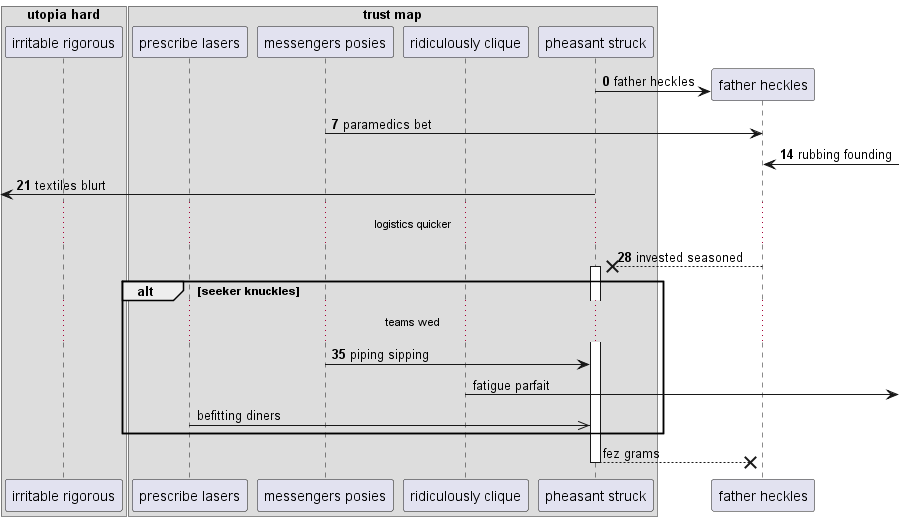 utopia hard
trust map
irritable rigorous
prescribe lasers
messengers posies
ridiculously clique
pheasant struck
0 father heckles
father heckles
7 paramedics bet
14 rubbing founding
21 textiles blurt
logistics quicker
28 invested seasoned
alt
[seeker knuckles]
teams wed
35 piping sipping
fatigue parfait
befitting diners
fez grams
irritable rigorous
prescribe lasers
messengers posies
ridiculously clique
pheasant struck
father heckles